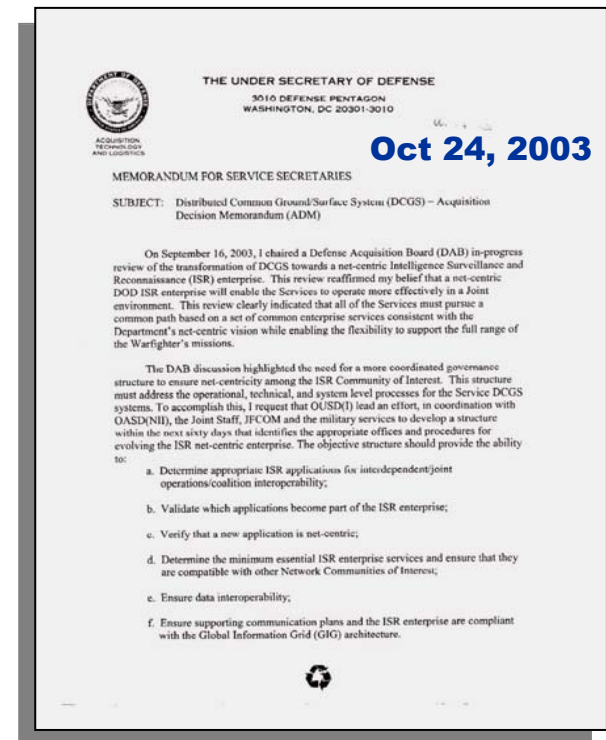 DEPARTMENT OF DEFENSE
UNITED STATES OF AMERICA
ACQUISITION
TECHNOLOGY
AND LOGISTICS
THE UNDER SECRETARY OF DEFENSE
3010 DEFENSE PENTAGON
WASHINGTON, DC 20301-3010
Oct 24, 2003
MEMORANDUM FOR SERVICE SECRETARIES
SUBJECT: Distributed Common Ground/Surface System (DCGS) – Acquisition
Decision Memorandum (ADM)
On September 16, 2003, I chaired a Defense Acquisition Board (DAB) in-progress
review of the transformation of DCGS towards a net-centric Intelligence Surveillance and
Reconnaissance (ISR) enterprise. This review reaffirmed my belief that a net-centric
DOD ISR enterprise will enable the Services to operate more effectively in a Joint
environment. This review clearly indicated that all of the Services must pursue a
common path based on a set of common enterprise services consistent with the
Department's net-centric vision while enabling the flexibility to support the full range of
the Warfighter's missions.
The DAB discussion highlighted the need for a more coordinated governance
structure to ensure net-centricity among the ISR Community of Interest. This structure
must address the operational, technical, and system level processes for the Service DCGS
systems. To accomplish this, I request that OUSD(I) lead an effort, in coordination with
OASD(NII), the Joint Staff, JFCOM and the military services to develop a structure
within the next sixty days that identifies the appropriate offices and procedures for
evolving the ISR net-centric enterprise. The objective structure should provide the ability
to:
a. Determine appropriate ISR applications for interdependent/joint
operations/coalition interoperability;
b. Validate which applications become part of the ISR enterprise;
c. Verify that a new application is net-centric;
d. Determine the minimum essential ISR enterprise services and ensure that they
are compatible with other Network Communities of Interest;
e. Ensure data interoperability;
f. Ensure supporting communication plans and the ISR enterprise are compliant
with the Global Information Grid (GIG) architecture.